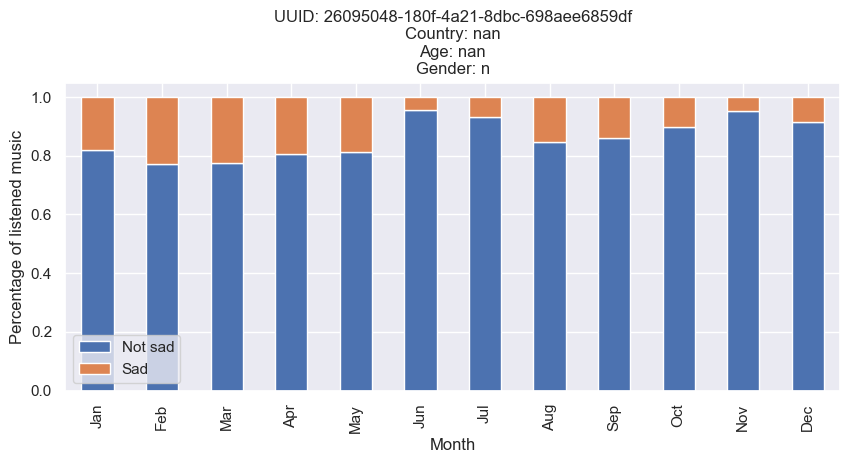 UUID: 26095048-180f-4a21-8dbc-698aee6859df
Country: nan
Age: nan
Gender: n
Percentage of listened music
1.0
0.8
0.6
0.4
0.2
0.0
Not sad
Sad
Jan Feb Mar Apr May Jun Jul Aug Sep Oct Nov Dec
Month